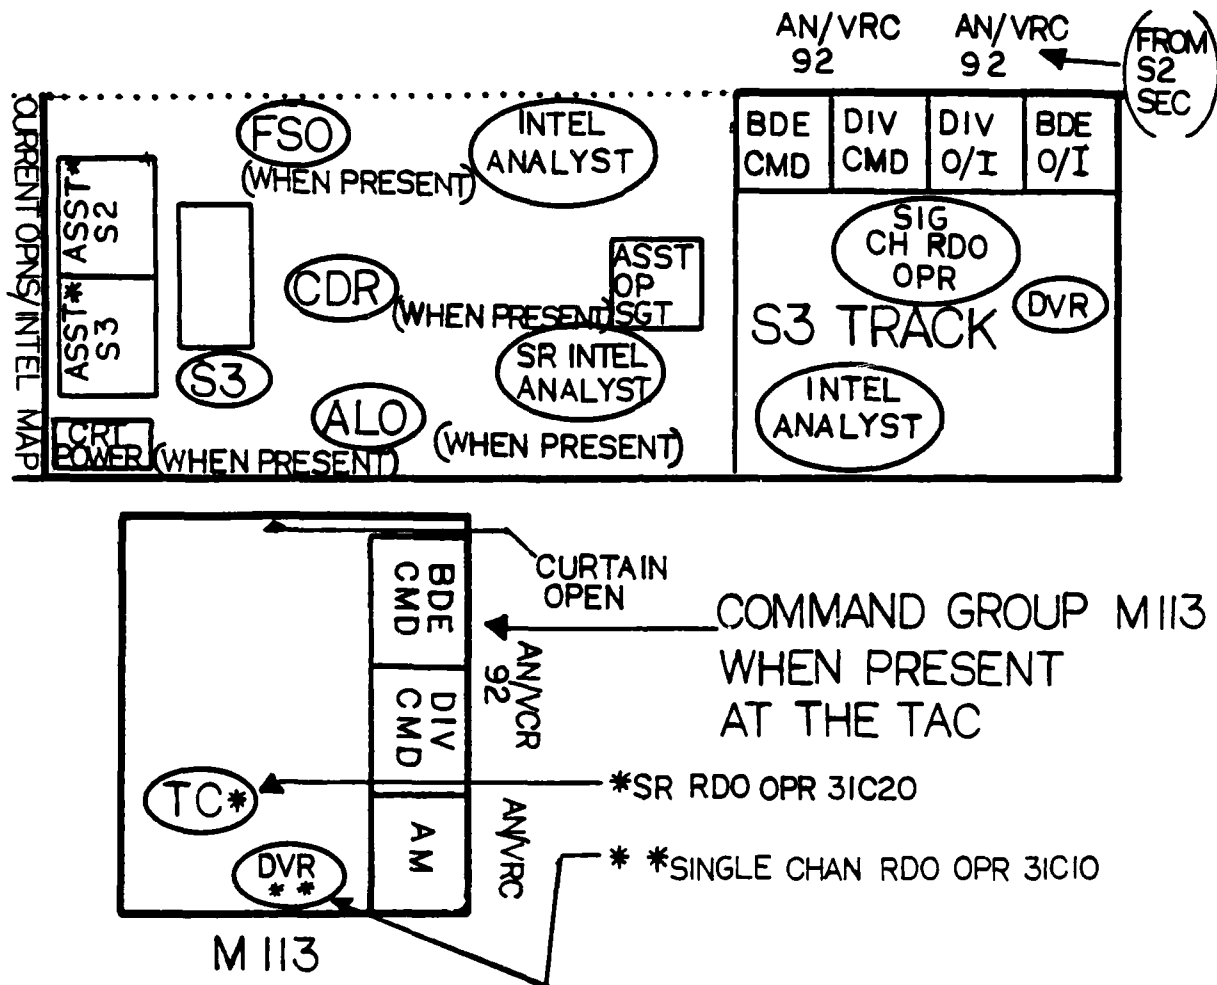 AN/VRC
92
AN/VRC
92
(FROM
S2
SEC)
CURRENT OPNS/INTEL MAP
ASST*
S2
ASST*
S3
CRT
POWER
(WHEN PRESENT)
FSO
(WHEN PRESENT)
INTEL
ANALYST
CDR
(WHEN PRESENT)
ASST
OP
SGT
S3
SR INTEL
ANALYST
ALO
(WHEN PRESENT)
BDE
CMD
DIV
CMD
DIV
O/I
BDE
O/I
SIG
CH RDO
OPR
DVR
S3 TRACK
INTEL
ANALYST
CURTAIN
OPEN
BDE
CMD
DIV
CMD
AM
AN/VCR
92
AN/VRC
COMMAND GROUP M113
WHEN PRESENT
AT THE TAC
TC*
*SR RDO OPR 31C20
DVR
* *
* *SINGLE CHAN RDO OPR 31C10
M 113